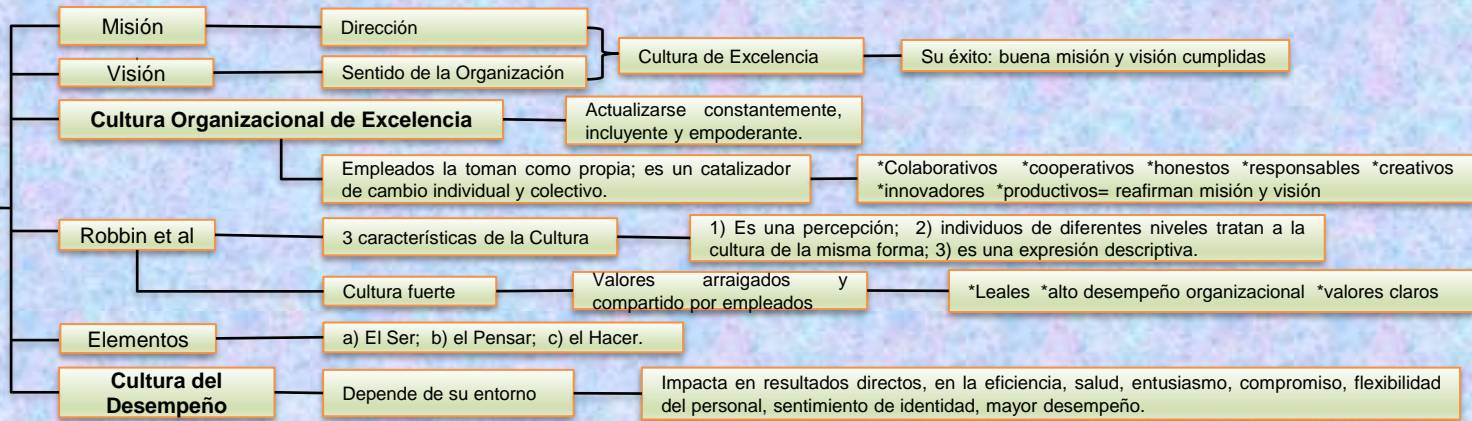 Misión
Dirección
Visión
Sentido de la Organización
Cultura de Excelencia
Su éxito: buena misión y visión cumplidas
Cultura Organizacional de Excelencia
Actualizarse constantemente,
incluyente y empoderante.
Empleados la toman como propia; es un catalizador
de cambio individual y colectivo.
*Colaborativos *cooperativos *honestos *responsables *creativos
*innovadores *productivos= reafirman misión y visión
Robbin et al
3 características de la Cultura
1) Es una percepción; 2) individuos de diferentes niveles tratan a la
cultura de la misma forma; 3) es una expresión descriptiva.
Cultura fuerte
Valores arraigados y
compartido por empleados
*Leales *alto desempeño organizacional *valores claros
Elementos
a) El Ser; b) el Pensar; c) el Hacer.
Cultura del
Desempeño
Depende de su entorno
Impacta en resultados directos, en la eficiencia, salud, entusiasmo, compromiso, flexibilidad
del personal, sentimiento de identidad, mayor desempeño.